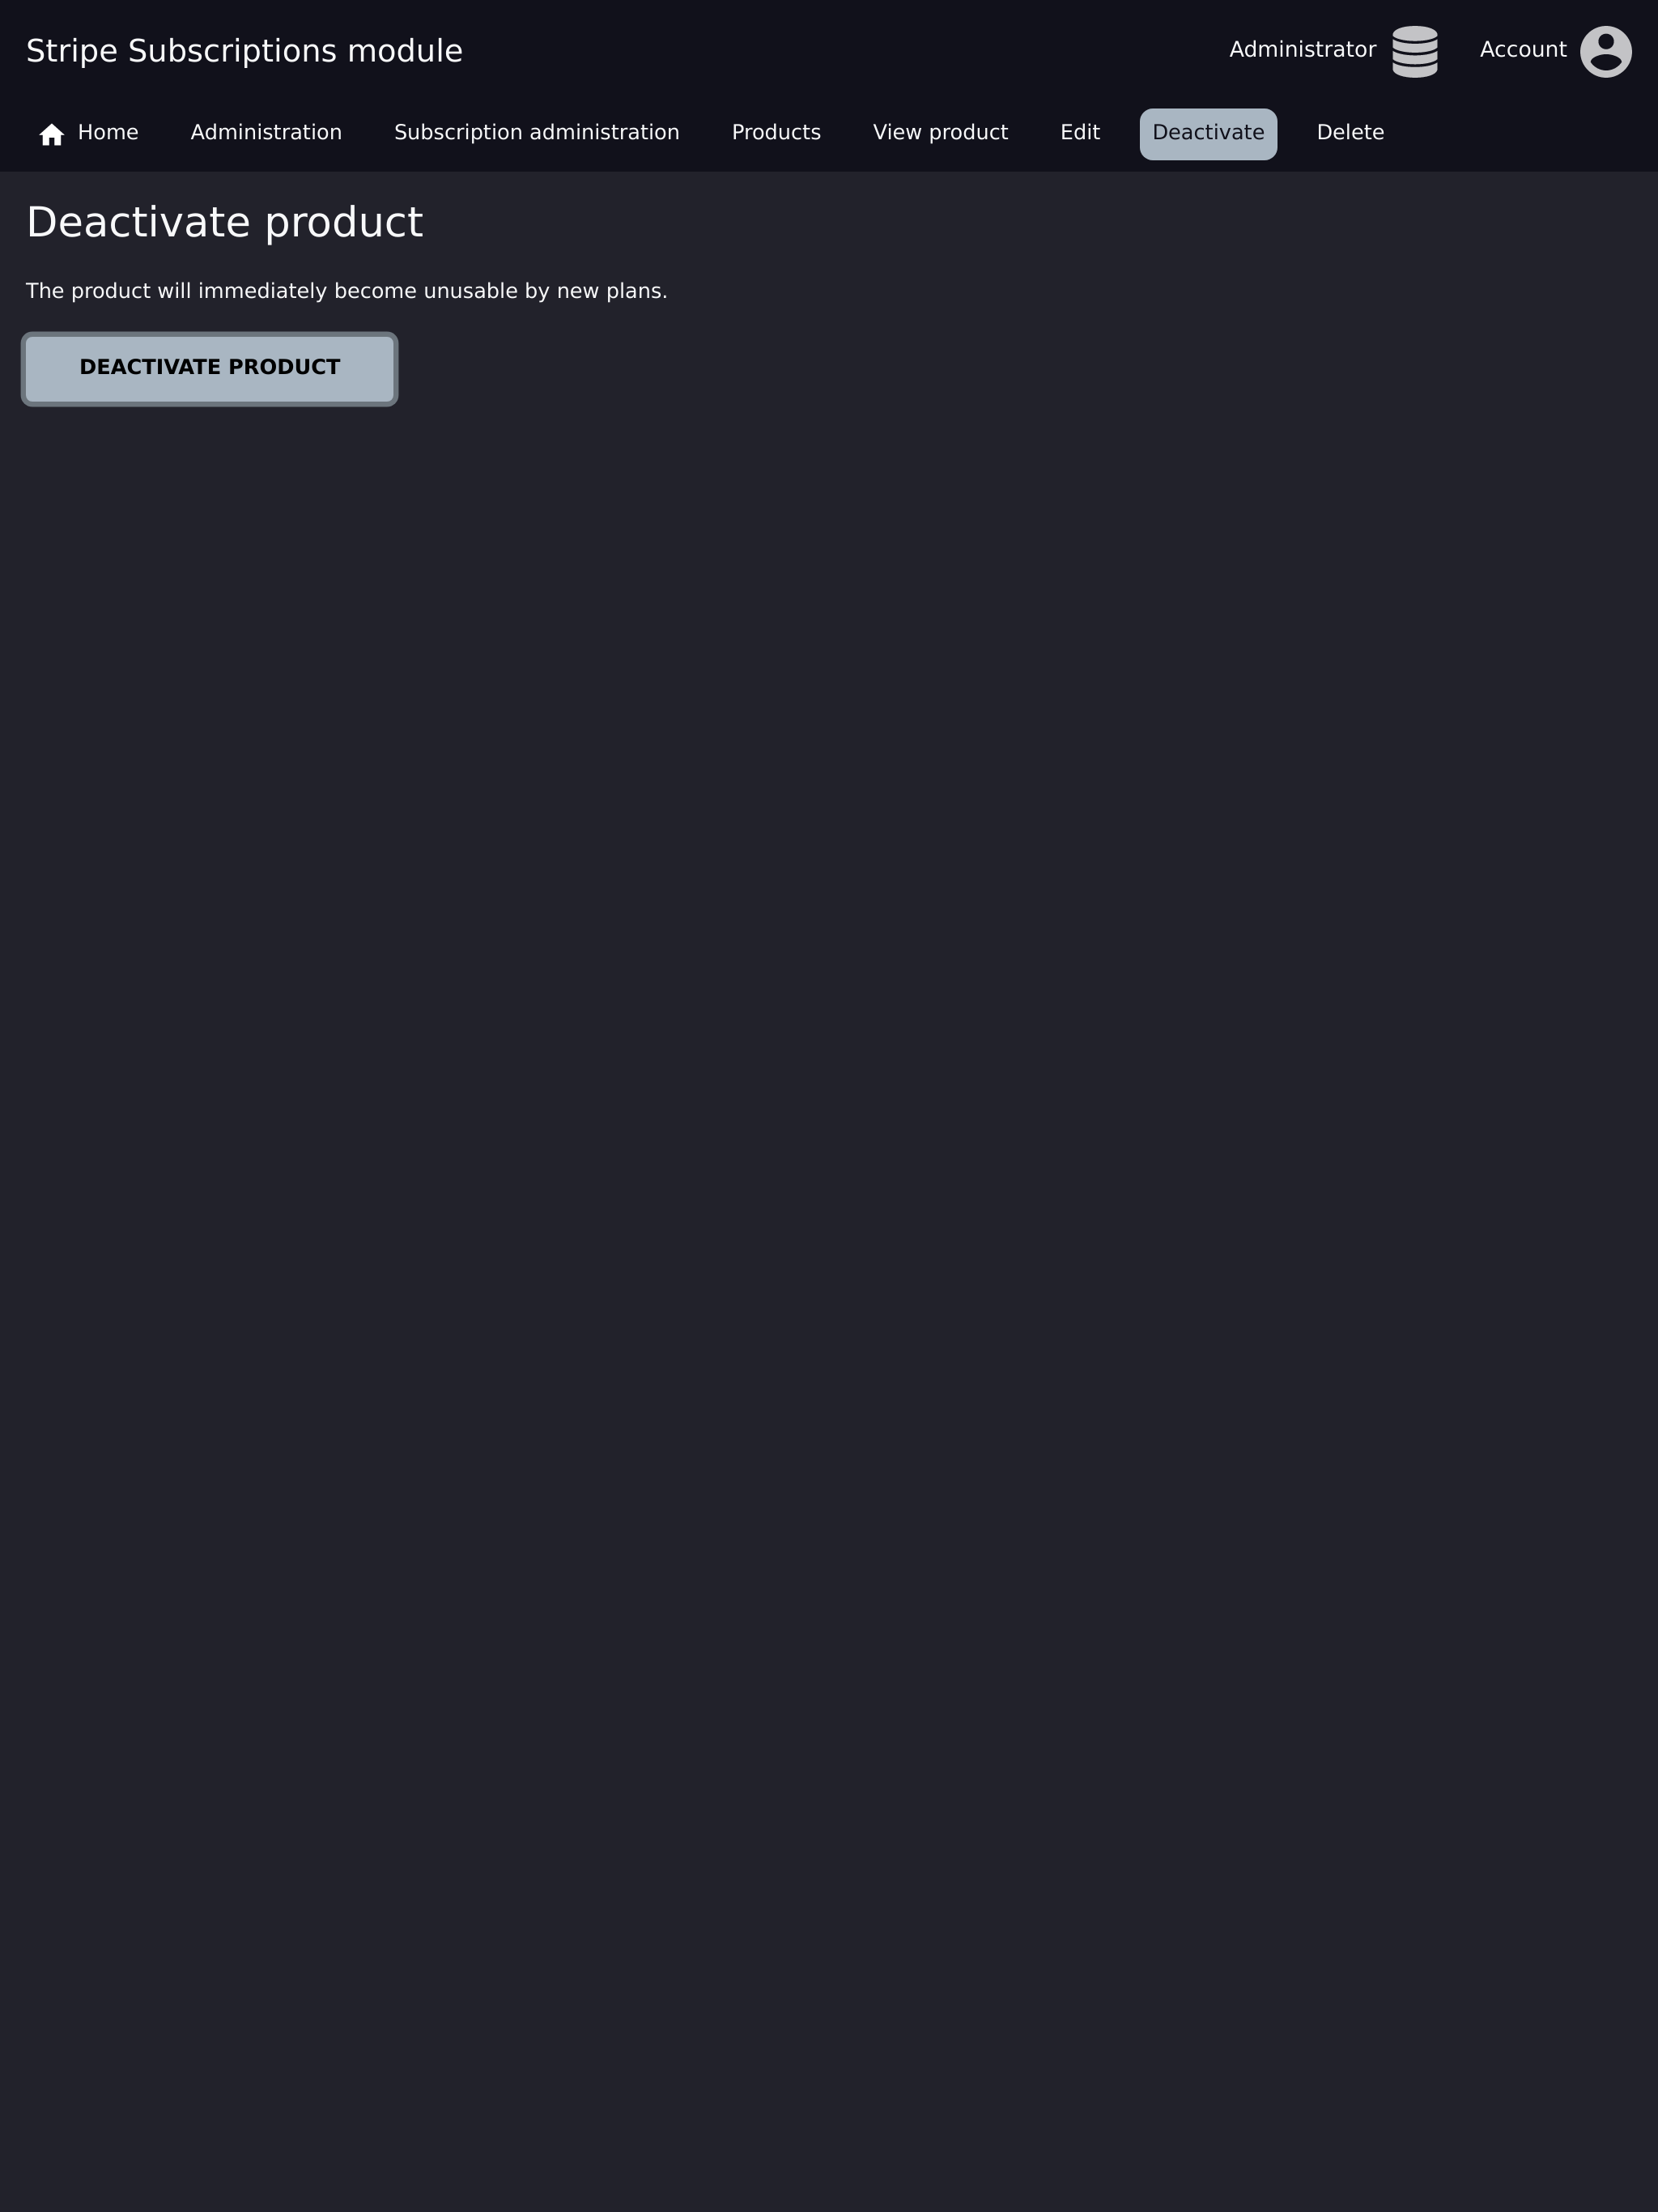 Stripe Subscriptions module
Administrator
Account
Home Administration Subscription administration Products View product Edit Deactivate Delete
Deactivate product
The product will immediately become unusable by new plans.
DEACTIVATE PRODUCT